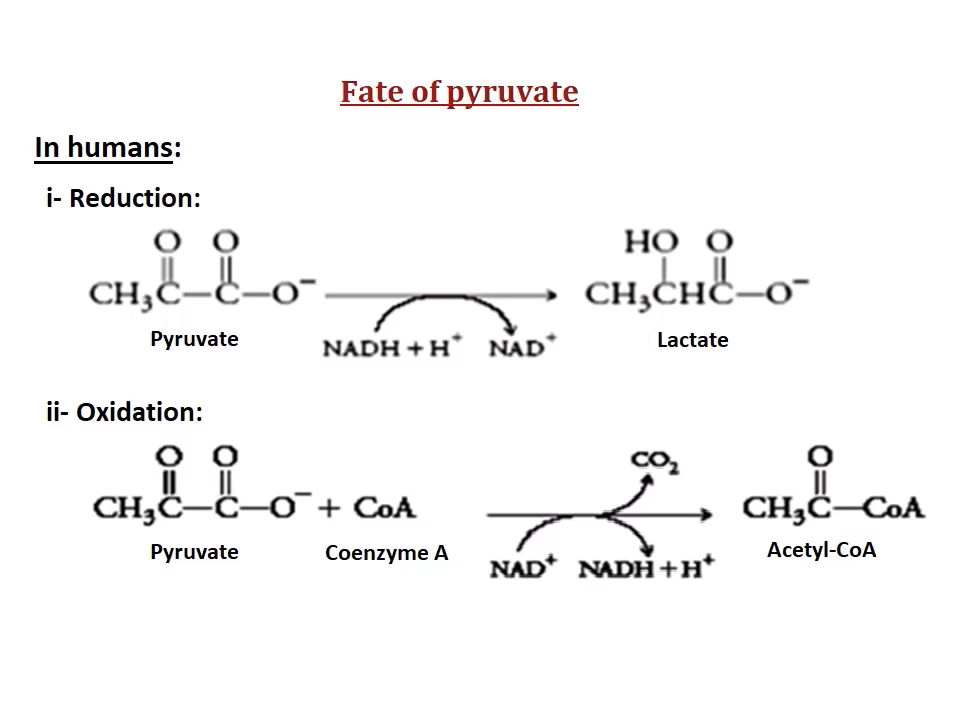 Fate of pyruvate
In humans:
i- Reduction:
O O HO O
CH₃C—C—O⁻ CH₃CHC—O⁻
Pyruvate NADH + H⁺ NAD⁺ Lactate
ii- Oxidation:
O O CO₂ O
CH₃C—C—O⁻ + CoA CH₃C—CoA
Pyruvate Coenzyme A Acetyl-CoA
NAD⁺ NADH + H⁺